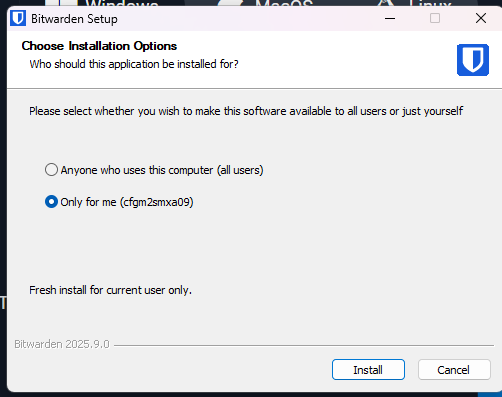 Windows
MacOS
Linux
Bitwarden Setup
Choose Installation Options
Who should this application be installed for?
Please select whether you wish to make this software available to all users or just yourself
Anyone who uses this computer (all users)
Only for me (cfgm2smxa09)
Fresh install for current user only.
T
Bitwarden 2025.9.0
Install
Cancel